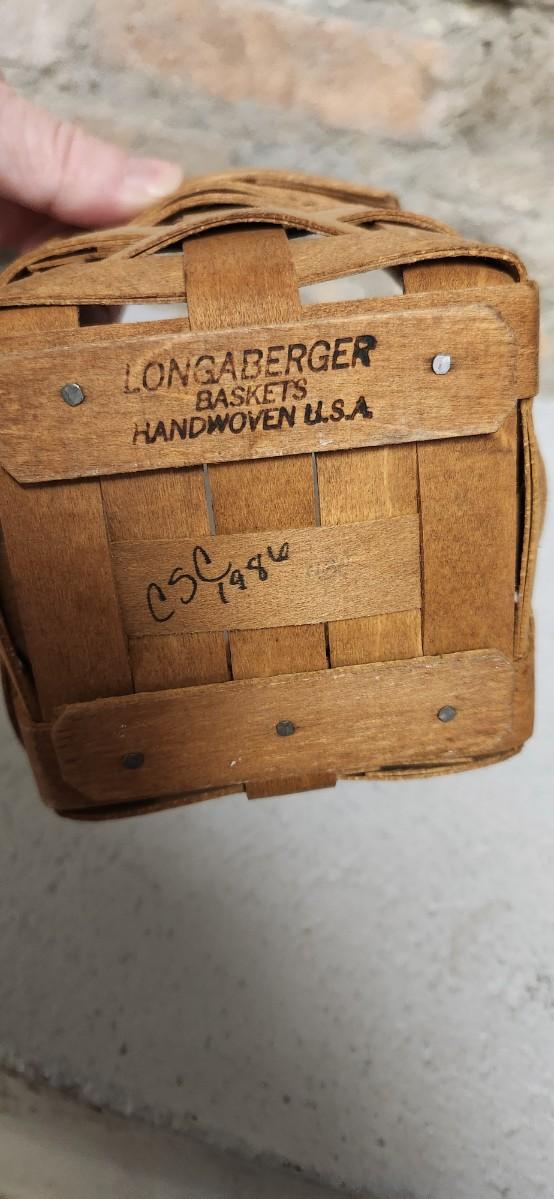 LONGABERGER
BASKETS
HANDWOVEN U.S.A.
CSC 1986